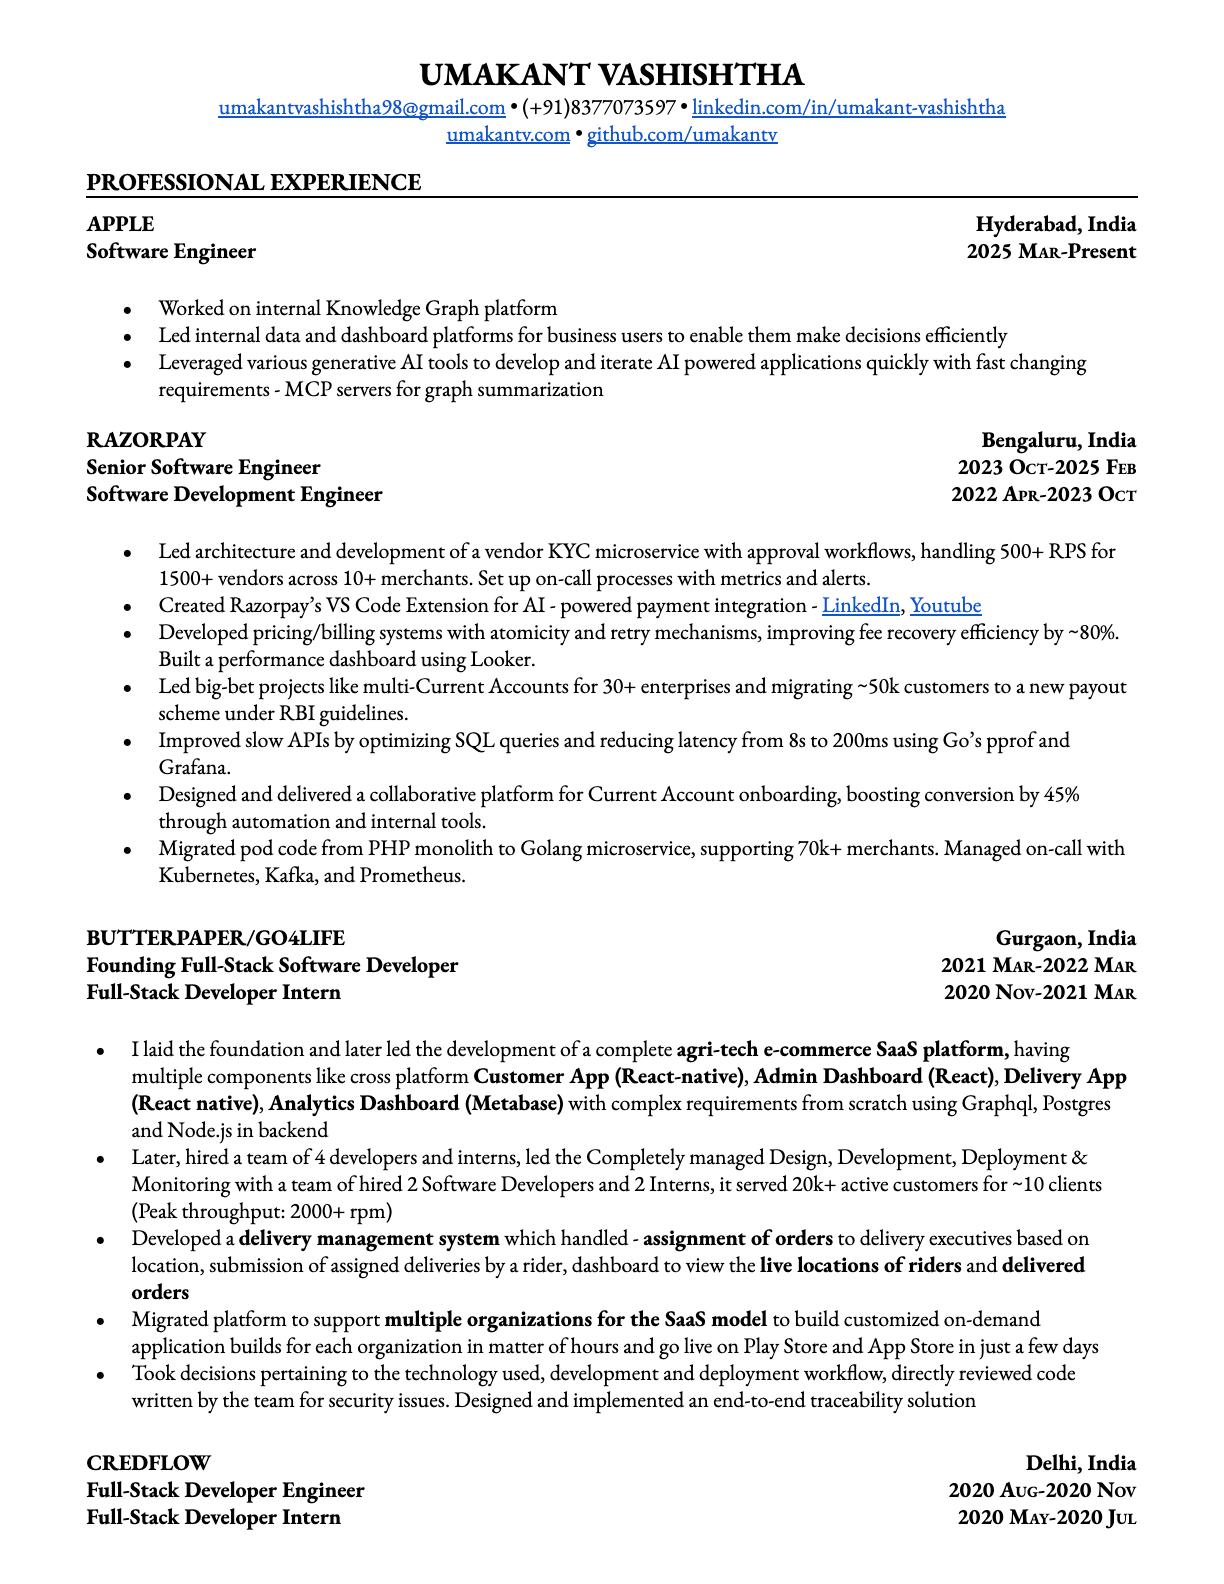 UMAKANT VASHISHTHA
umakantvashishtha98@gmail.com • (+91)8377073597 • linkedin.com/in/umakant-vashishtha
umakantv.com • github.com/umakantv
PROFESSIONAL EXPERIENCE
APPLE Hyderabad, India
Software Engineer 2025 Mar-Present
● Worked on internal Knowledge Graph platform
● Led internal data and dashboard platforms for business users to enable them make decisions efficiently
● Leveraged various generative AI tools to develop and iterate AI powered applications quickly with fast changing
requirements - MCP servers for graph summarization
RAZORPAY Bengaluru, India
Senior Software Engineer 2023 Oct-2025 Feb
Software Development Engineer 2022 Apr-2023 Oct
● Led architecture and development of a vendor KYC microservice with approval workflows, handling 500+ RPS for
1500+ vendors across 10+ merchants. Set up on-call processes with metrics and alerts.
● Created Razorpay’s VS Code Extension for AI - powered payment integration - LinkedIn, Youtube
● Developed pricing/billing systems with atomicity and retry mechanisms, improving fee recovery efficiency by ~80%.
Built a performance dashboard using Looker.
● Led big-bet projects like multi-Current Accounts for 30+ enterprises and migrating ~50k customers to a new payout
scheme under RBI guidelines.
● Improved slow APIs by optimizing SQL queries and reducing latency from 8s to 200ms using Go’s pprof and
Grafana.
● Designed and delivered a collaborative platform for Current Account onboarding, boosting conversion by 45%
through automation and internal tools.
● Migrated pod code from PHP monolith to Golang microservice, supporting 70k+ merchants. Managed on-call with
Kubernetes, Kafka, and Prometheus.
BUTTERPAPER/GO4LIFE Gurgaon, India
Founding Full-Stack Software Developer 2021 Mar-2022 Mar
Full-Stack Developer Intern 2020 Nov-2021 Mar
● I laid the foundation and later led the development of a complete agri-tech e-commerce SaaS platform, having
multiple components like cross platform Customer App (React-native), Admin Dashboard (React), Delivery App
(React native), Analytics Dashboard (Metabase) with complex requirements from scratch using Graphql, Postgres
and Node.js in backend
● Later, hired a team of 4 developers and interns, led the Completely managed Design, Development, Deployment &
Monitoring with a team of hired 2 Software Developers and 2 Interns, it served 20k+ active customers for ~10 clients
(Peak throughput: 2000+ rpm)
● Developed a delivery management system which handled - assignment of orders to delivery executives based on
location, submission of assigned deliveries by a rider, dashboard to view the live locations of riders and delivered
orders
● Migrated platform to support multiple organizations for the SaaS model to build customized on-demand
application builds for each organization in matter of hours and go live on Play Store and App Store in just a few days
● Took decisions pertaining to the technology used, development and deployment workflow, directly reviewed code
written by the team for security issues. Designed and implemented an end-to-end traceability solution
CREDFLOW Delhi, India
Full-Stack Developer Engineer 2020 Aug-2020 Nov
Full-Stack Developer Intern 2020 May-2020 Jul